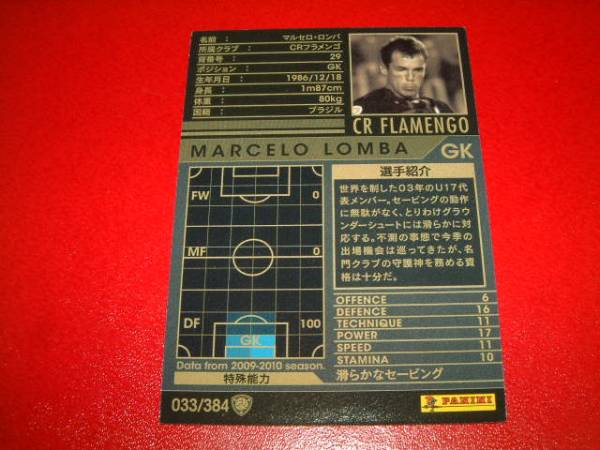 名前 : マルセロ・ロンバ
所属クラブ : CRフラメンゴ
背番号 : 29
ポジション : GK
生年月日 : 1986/12/18
身長 : 1m87cm
体重 : 80kg
国籍 : ブラジル
CR FLAMENGO
MARCELO LOMBA GK
FW 0
MF 0
DF 100
GK
Data from 2009-2010 season.
選手紹介
世界を制した03年のU17代
表メンバー。セービングの動作
に無駄がなく、とりわけグラウ
ンダーシュートには滑らかに対
応する。不測の事態で今季の
出場機会は巡ってきたが、名
門クラブの守護神を務める資
格は十分だ。
OFFENCE 6
DEFENCE 16
TECHNIQUE 11
POWER 17
SPEED 11
STAMINA 10
特殊能力 滑らかなセービング
033/384
PANINI